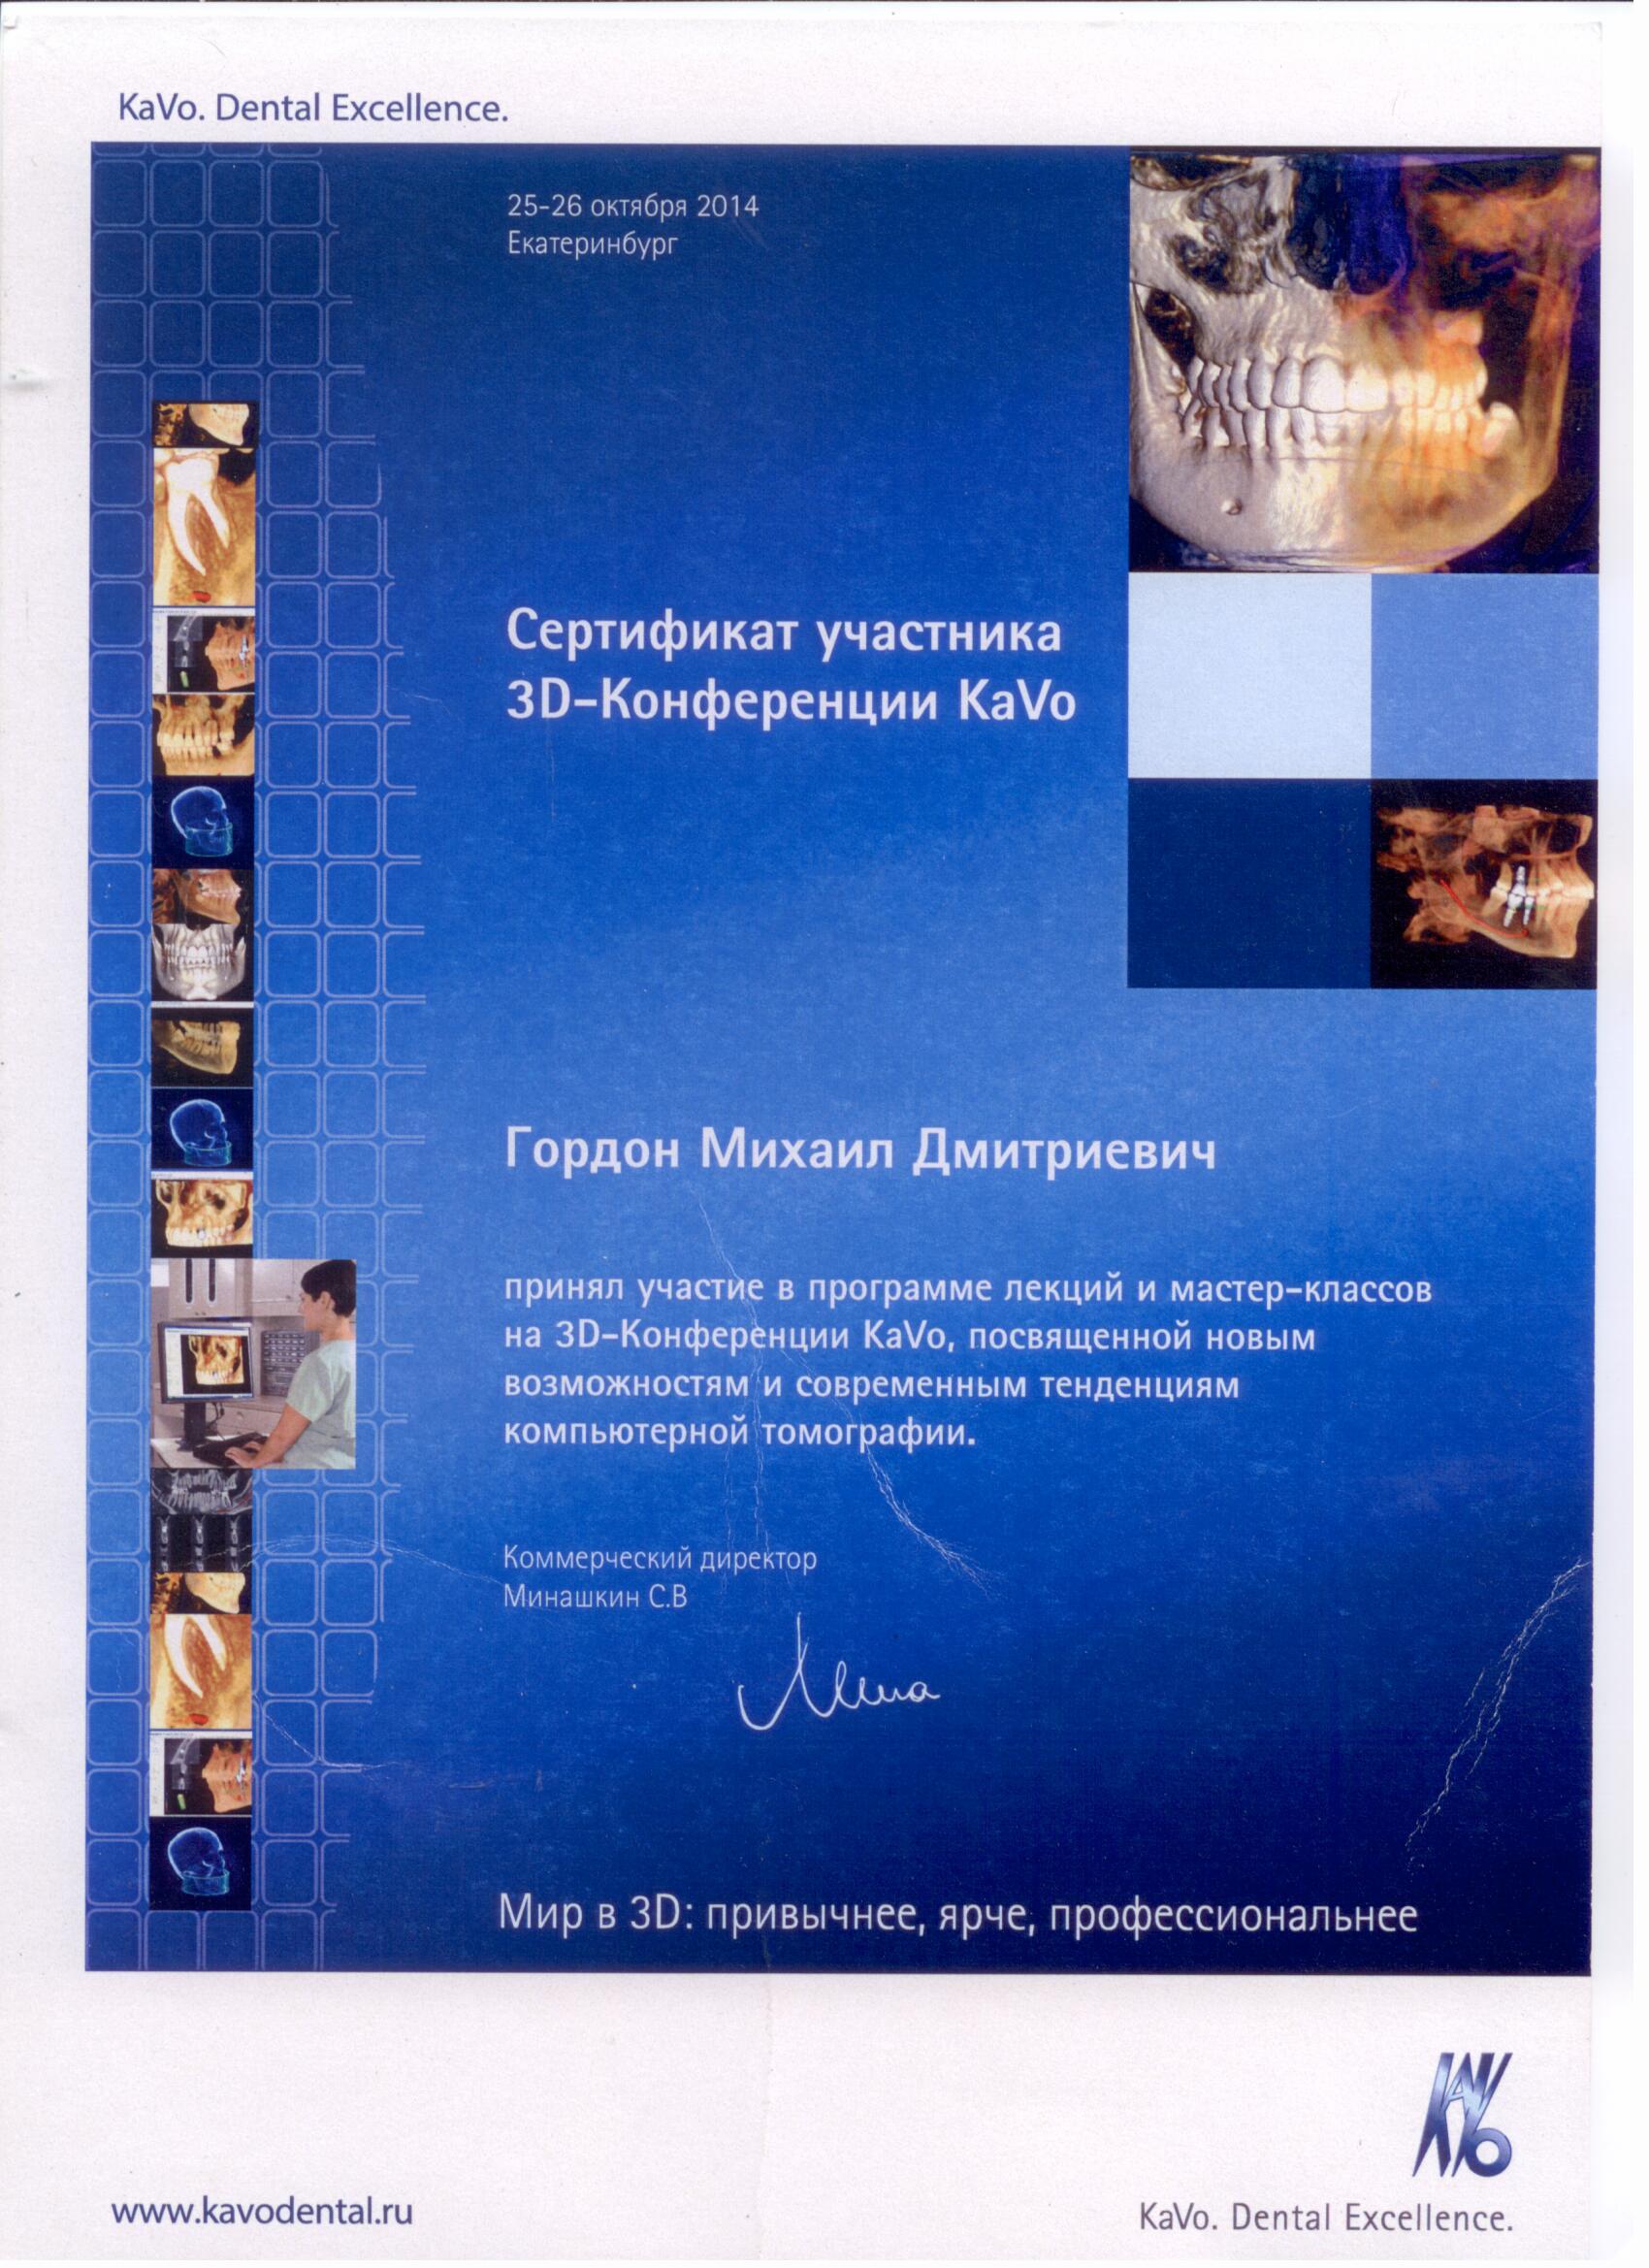 KaVo. Dental Excellence.
25-26 октября 2014
Екатеринбург
Сертификат участника
3D-Конференции KaVo
Гордон Михаил Дмитриевич
принял участие в программе лекций и мастер-классов
на 3D-Конференции KaVo, посвященной новым
возможностям и современным тенденциям
компьютерной томографии.
Коммерческий директор
Минашкин С.В
Мир в 3D: привычнее, ярче, профессиональнее
KAVO
www.kavodental.ru
KaVo. Dental Excellence.